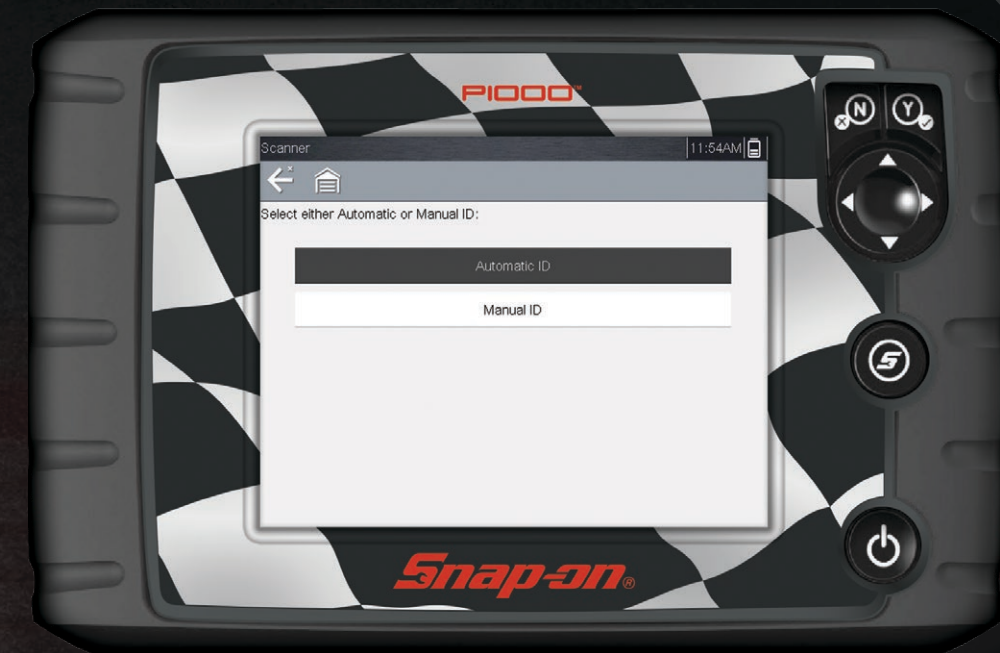 P1000™
Scanner
11:54AM
Select either Automatic or Manual ID:
Automatic ID
Manual ID
N
Y
S
Snap-on®